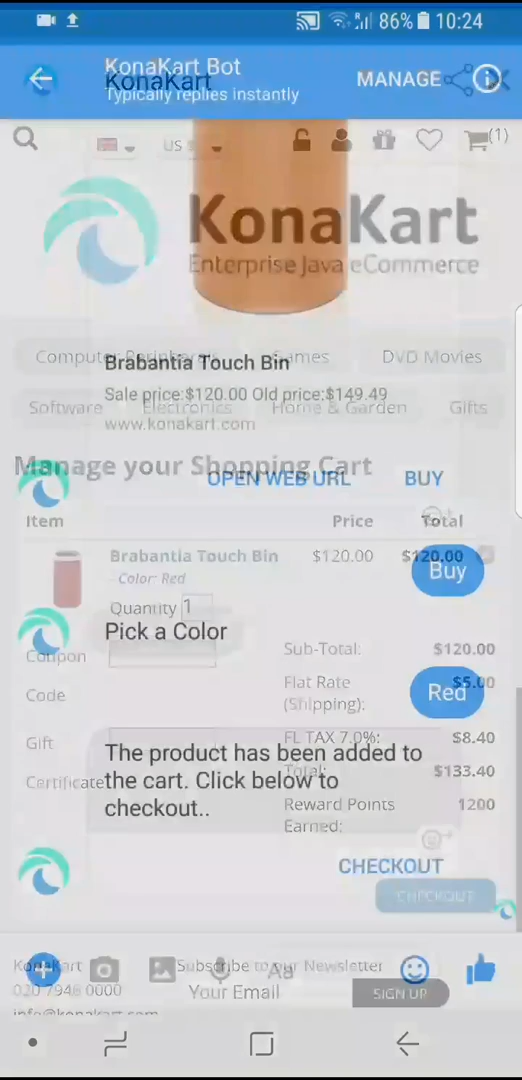 86% 10:24
KonaKart Bot
KonaKart
MANAGE
Typically replies instantly
US
(1)
KonaKart
Enterprise Java eCommerce
Computer Peripherals
Games
DVD Movies
Brabantia Touch Bin
Sale price:$120.00 Old price:$149.49
Software
Electronics
Home & Garden
Gifts
www.konakart.com
Manage your Shopping Cart
OPEN WEB URL
BUY
Item
Price
Total
Brabantia Touch Bin
$120.00
$120.00
Buy
- Color: Red
Quantity 1
Pick a Color
Coupon
Code
Sub-Total:
$120.00
Flat Rate
(Shipping):
$5.00
Red
FL TAX 7.0%:
$8.40
Gift
Certificate
The product has been added to
the cart. Click below to
checkout..
Total:
$133.40
Reward Points
Earned:
1200
CHECKOUT
CHECKOUT
KonaKart
020 7946 0000
info@konakart.com
Subscribe to our Newsletter
Aa
Your Email
SIGN UP